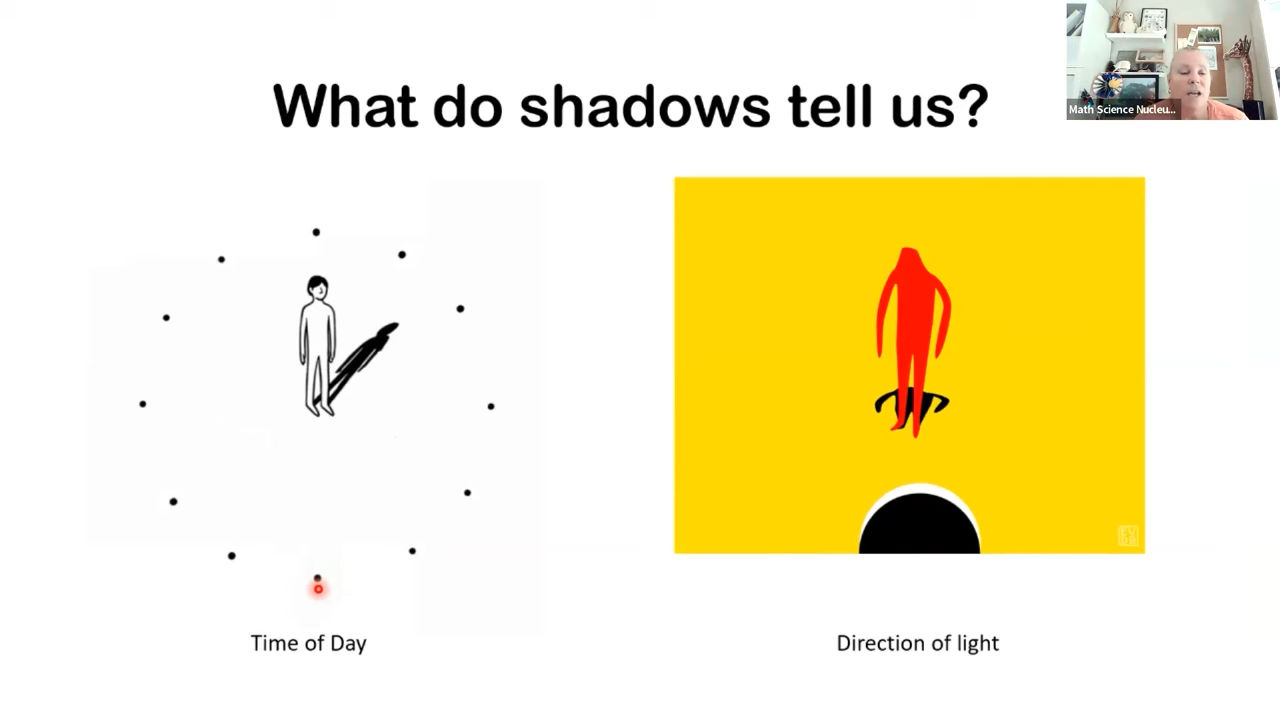 What do shadows tell us?
Math Science Nucleu...
Time of Day
Direction of light